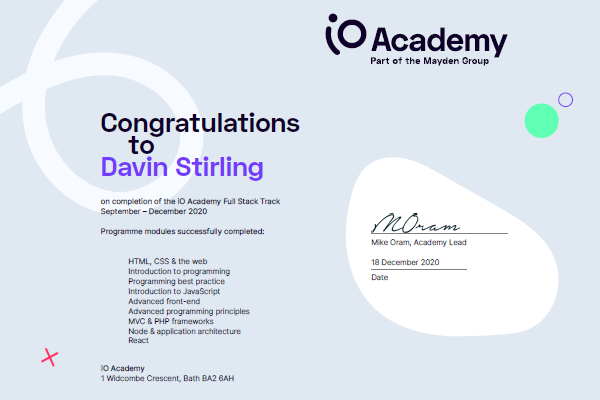 iO Academy
Part of the Mayden Group
Congratulations
to
Davin Stirling
on completion of the iO Academy Full Stack Track
September – December 2020
Programme modules successfully completed:
HTML, CSS & the web
Introduction to programming
Programming best practice
Introduction to JavaScript
Advanced front-end
Advanced programming principles
MVC & PHP frameworks
Node & application architecture
React
iO Academy
1 Widcombe Crescent, Bath BA2 6AH
MOram
Mike Oram, Academy Lead
18 December 2020
Date